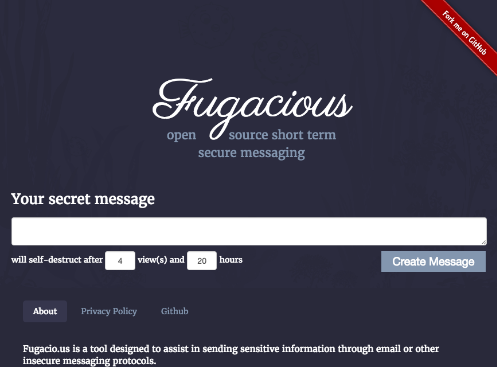 Fork me on GitHub
Fugacious
open source short term
secure messaging
Your secret message
will self-destruct after 4 view(s) and 20 hours
Create Message
About Privacy Policy Github
Fugacio.us is a tool designed to assist in sending sensitive information through email or other
insecure messaging protocols.